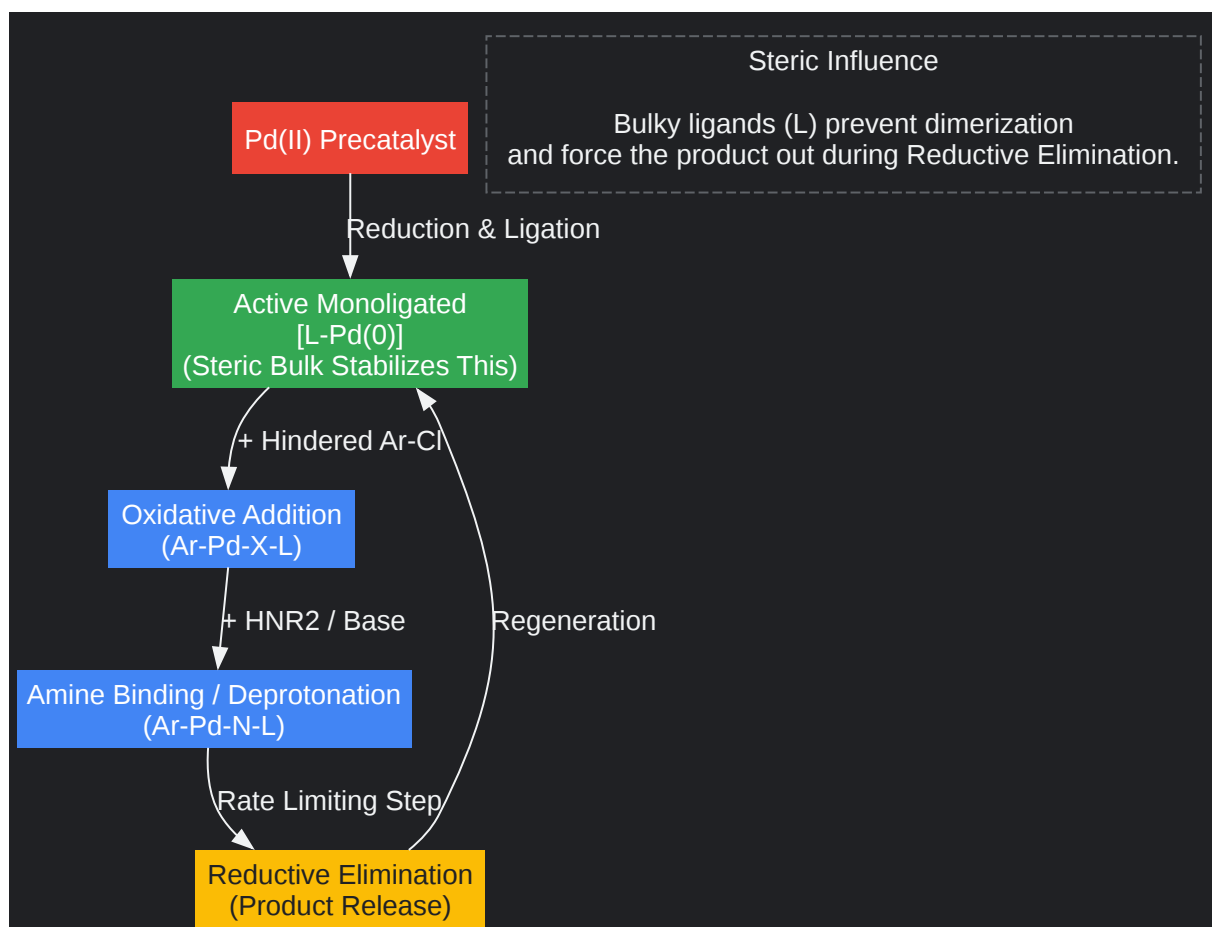 Steric Influence
Bulky ligands (L) prevent dimerization
and force the product out during Reductive Elimination.
Pd(II) Precatalyst
Reduction & Ligation
Active Monoligated
[L-Pd(0)]
(Steric Bulk Stabilizes This)
+ Hindered Ar-Cl
Oxidative Addition
(Ar-Pd-X-L)
+ HNR2 / Base
Regeneration
Amine Binding / Deprotonation
(Ar-Pd-N-L)
Rate Limiting Step
Reductive Elimination
(Product Release)